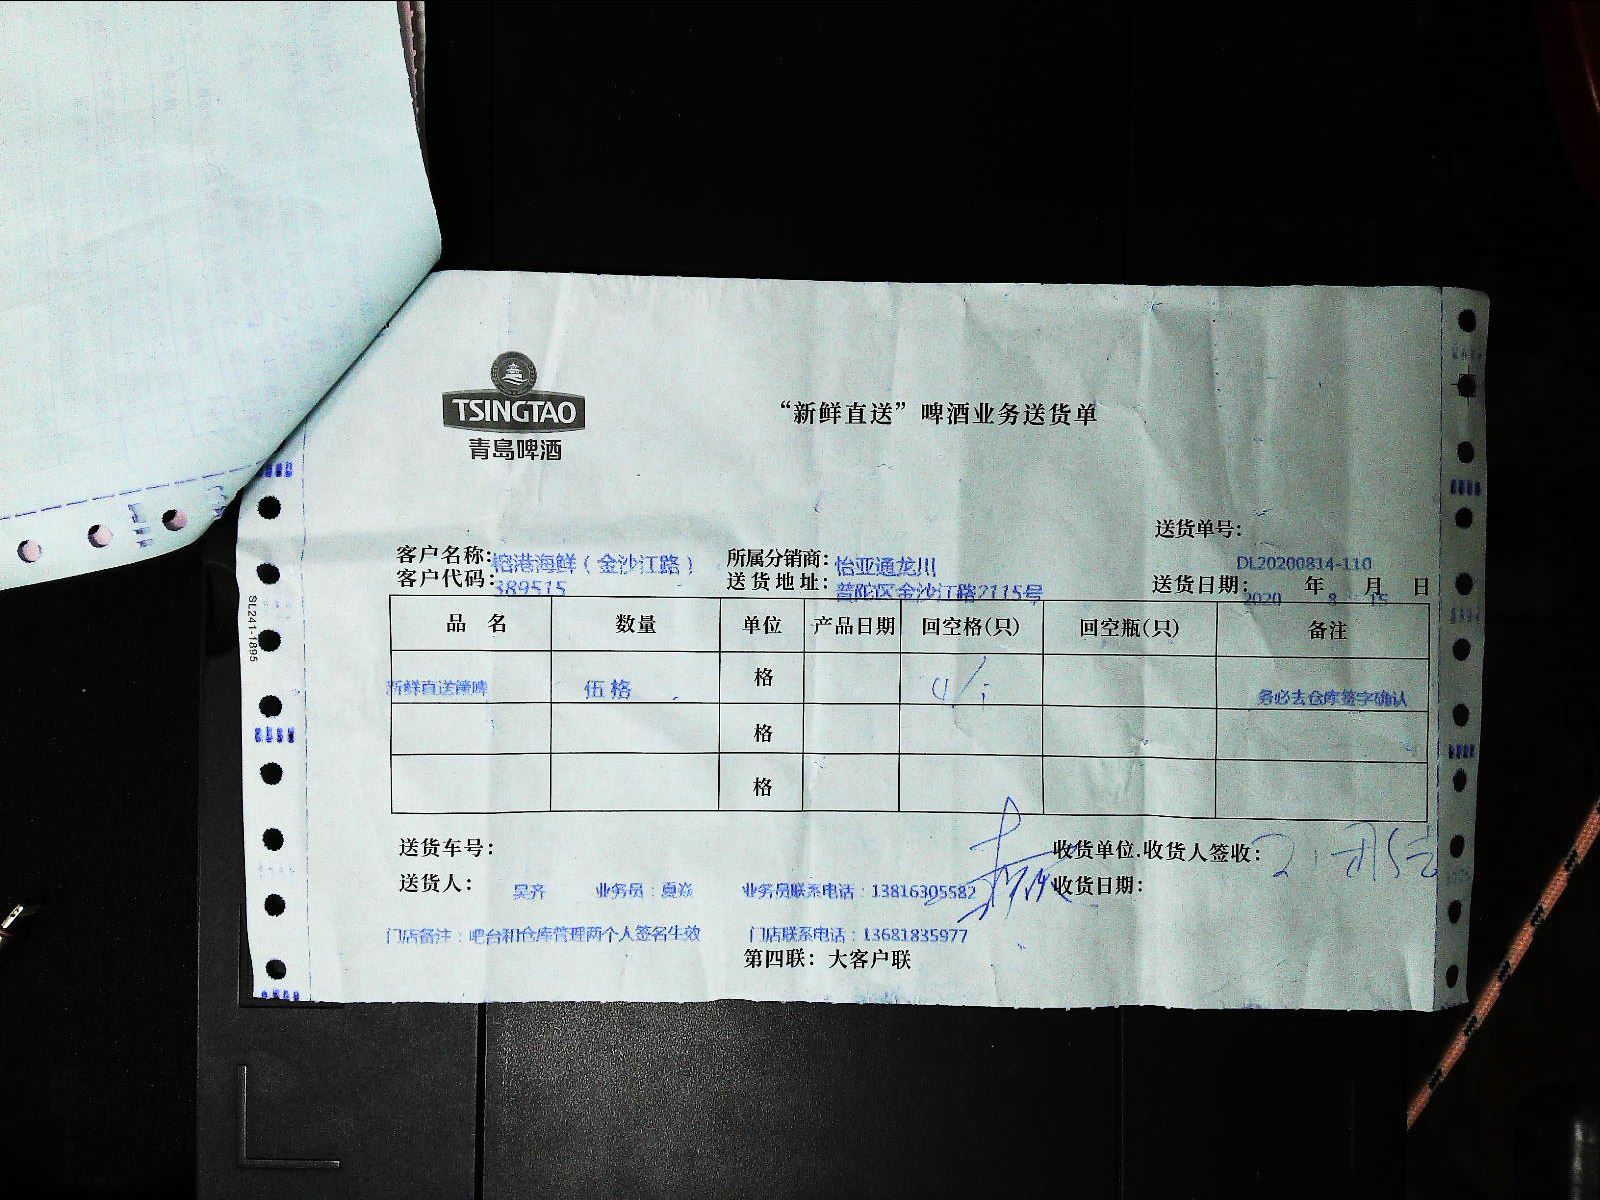 TSINGTAO
青岛啤酒
“新鲜直送”啤酒业务送货单
送货单号:
DL20200814-110
客户名称: 榕港海鲜（金沙江路） 所属分销商: 怡亚通龙川
客户代码: 389515 送货地址: 普陀区金沙江路2115号 送货日期: 2020 年 8 月 15 日
品 名 数量 单位 产品日期 回空格(只) 回空瓶(只) 备注
新鲜直送 伍格 格 务必去仓库签字确认
格
格
送货车号: 收货单位.收货人签收:
送货人: 吴齐 业务员：夏焱 业务员联系电话：13816305582 收货日期:
门店备注：吧台和仓库管理两个人签名生效 门店联系电话：13681835977
第四联: 大客户联
SL241-1895